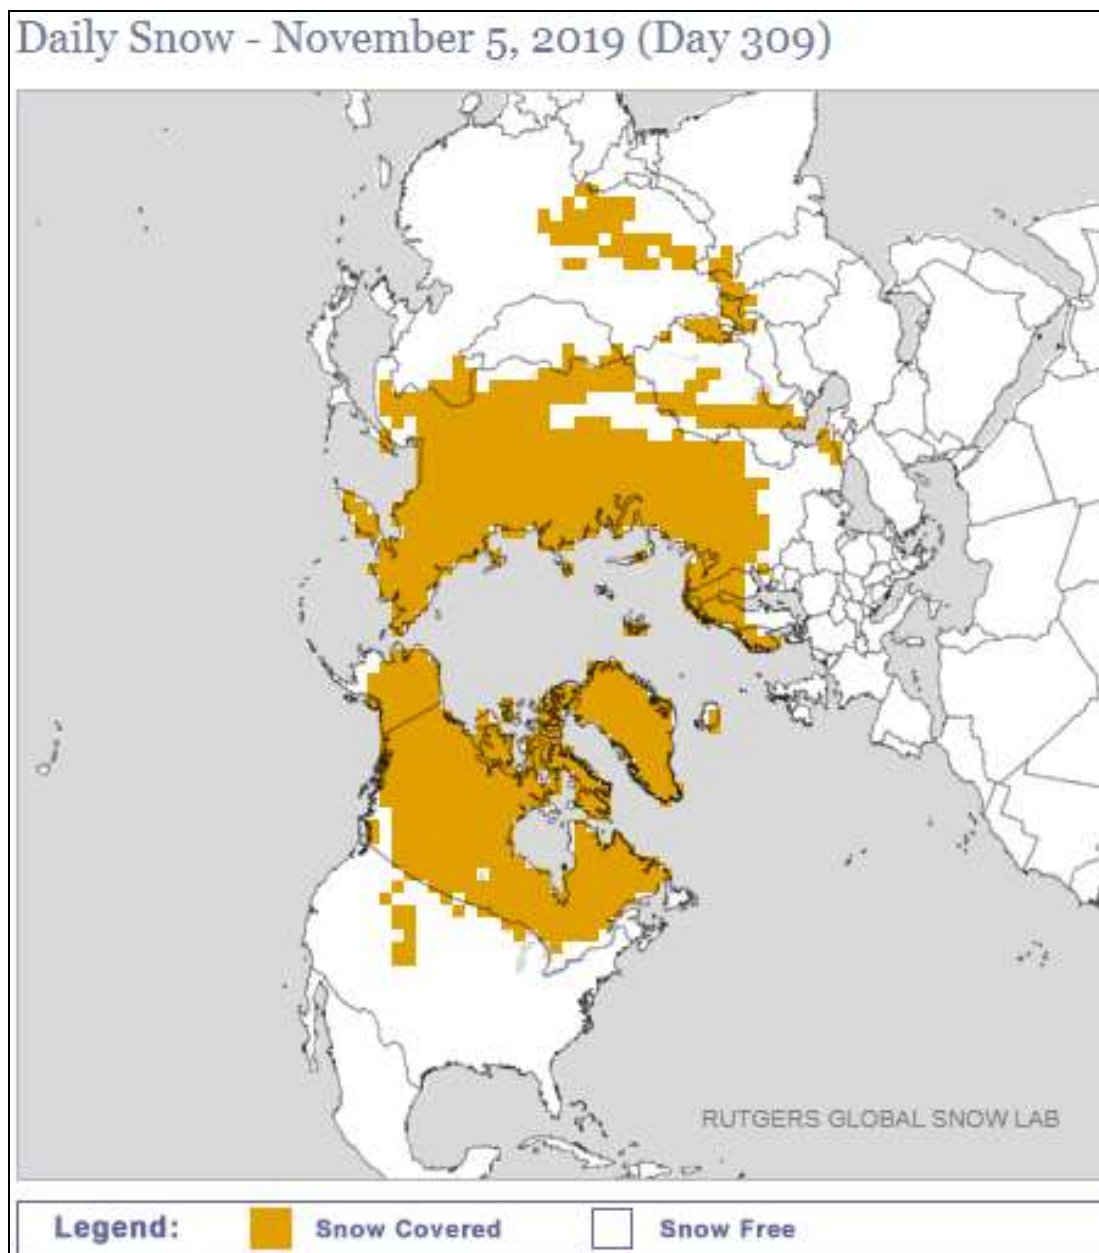 Daily Snow - November 5, 2019 (Day 309)
RUTGERS GLOBAL SNOW LAB
Legend: Snow Covered Snow Free